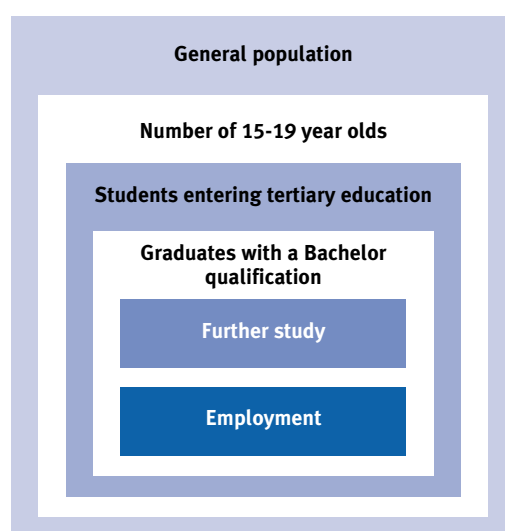 General population
Number of 15-19 year olds
Students entering tertiary education
Graduates with a Bachelor
qualification
Further study
Employment